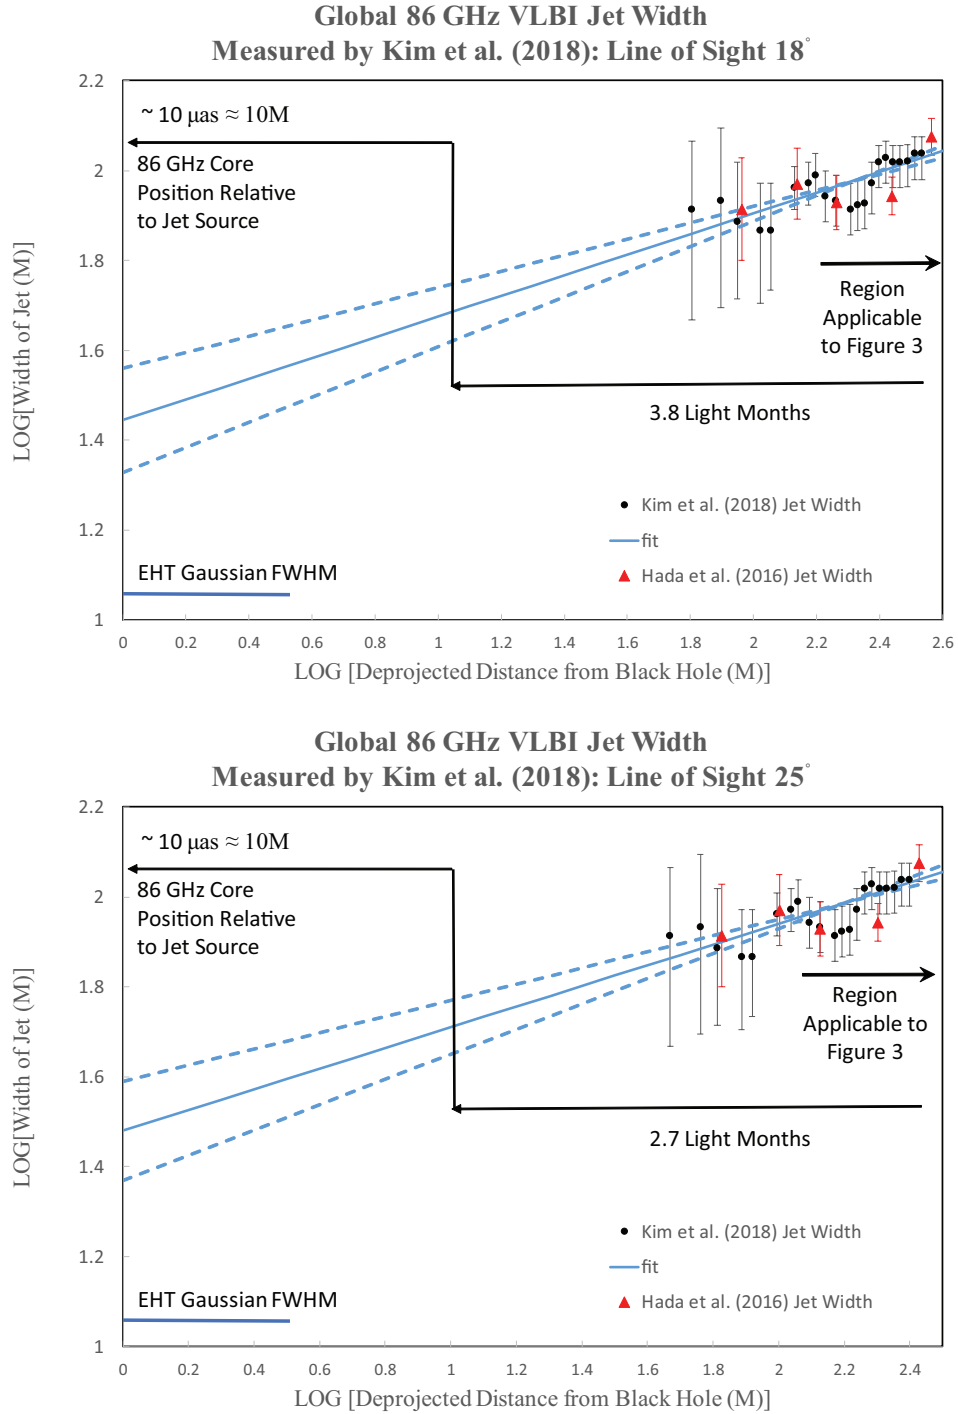 Global 86 GHz VLBI Jet Width
Measured by Kim et al. (2018): Line of Sight 18°
2.2
~ 10 μas ≈ 10M
2
86 GHz Core
Position Relative
to Jet Source
1.8
Region
Applicable
to Figure 3
1.6
3.8 Light Months
1.4
Kim et al. (2018) Jet Width
fit
Hada et al. (2016) Jet Width
1.2
EHT Gaussian FWHM
1
LOG[Width of Jet (M)]
0 0.2 0.4 0.6 0.8 1 1.2 1.4 1.6 1.8 2 2.2 2.4 2.6
LOG [Deprojected Distance from Black Hole (M)]
Global 86 GHz VLBI Jet Width
Measured by Kim et al. (2018): Line of Sight 25°
2.2
~ 10 μas ≈ 10M
2
86 GHz Core
Position Relative
to Jet Source
1.8
Region
Applicable to
Figure 3
1.6
2.7 Light Months
1.4
Kim et al. (2018) Jet Width
fit
Hada et al. (2016) Jet Width
1.2
EHT Gaussian FWHM
1
LOG[Width of Jet (M)]
0 0.2 0.4 0.6 0.8 1 1.2 1.4 1.6 1.8 2 2.2 2.4
LOG [Deprojected Distance from Black Hole (M)]